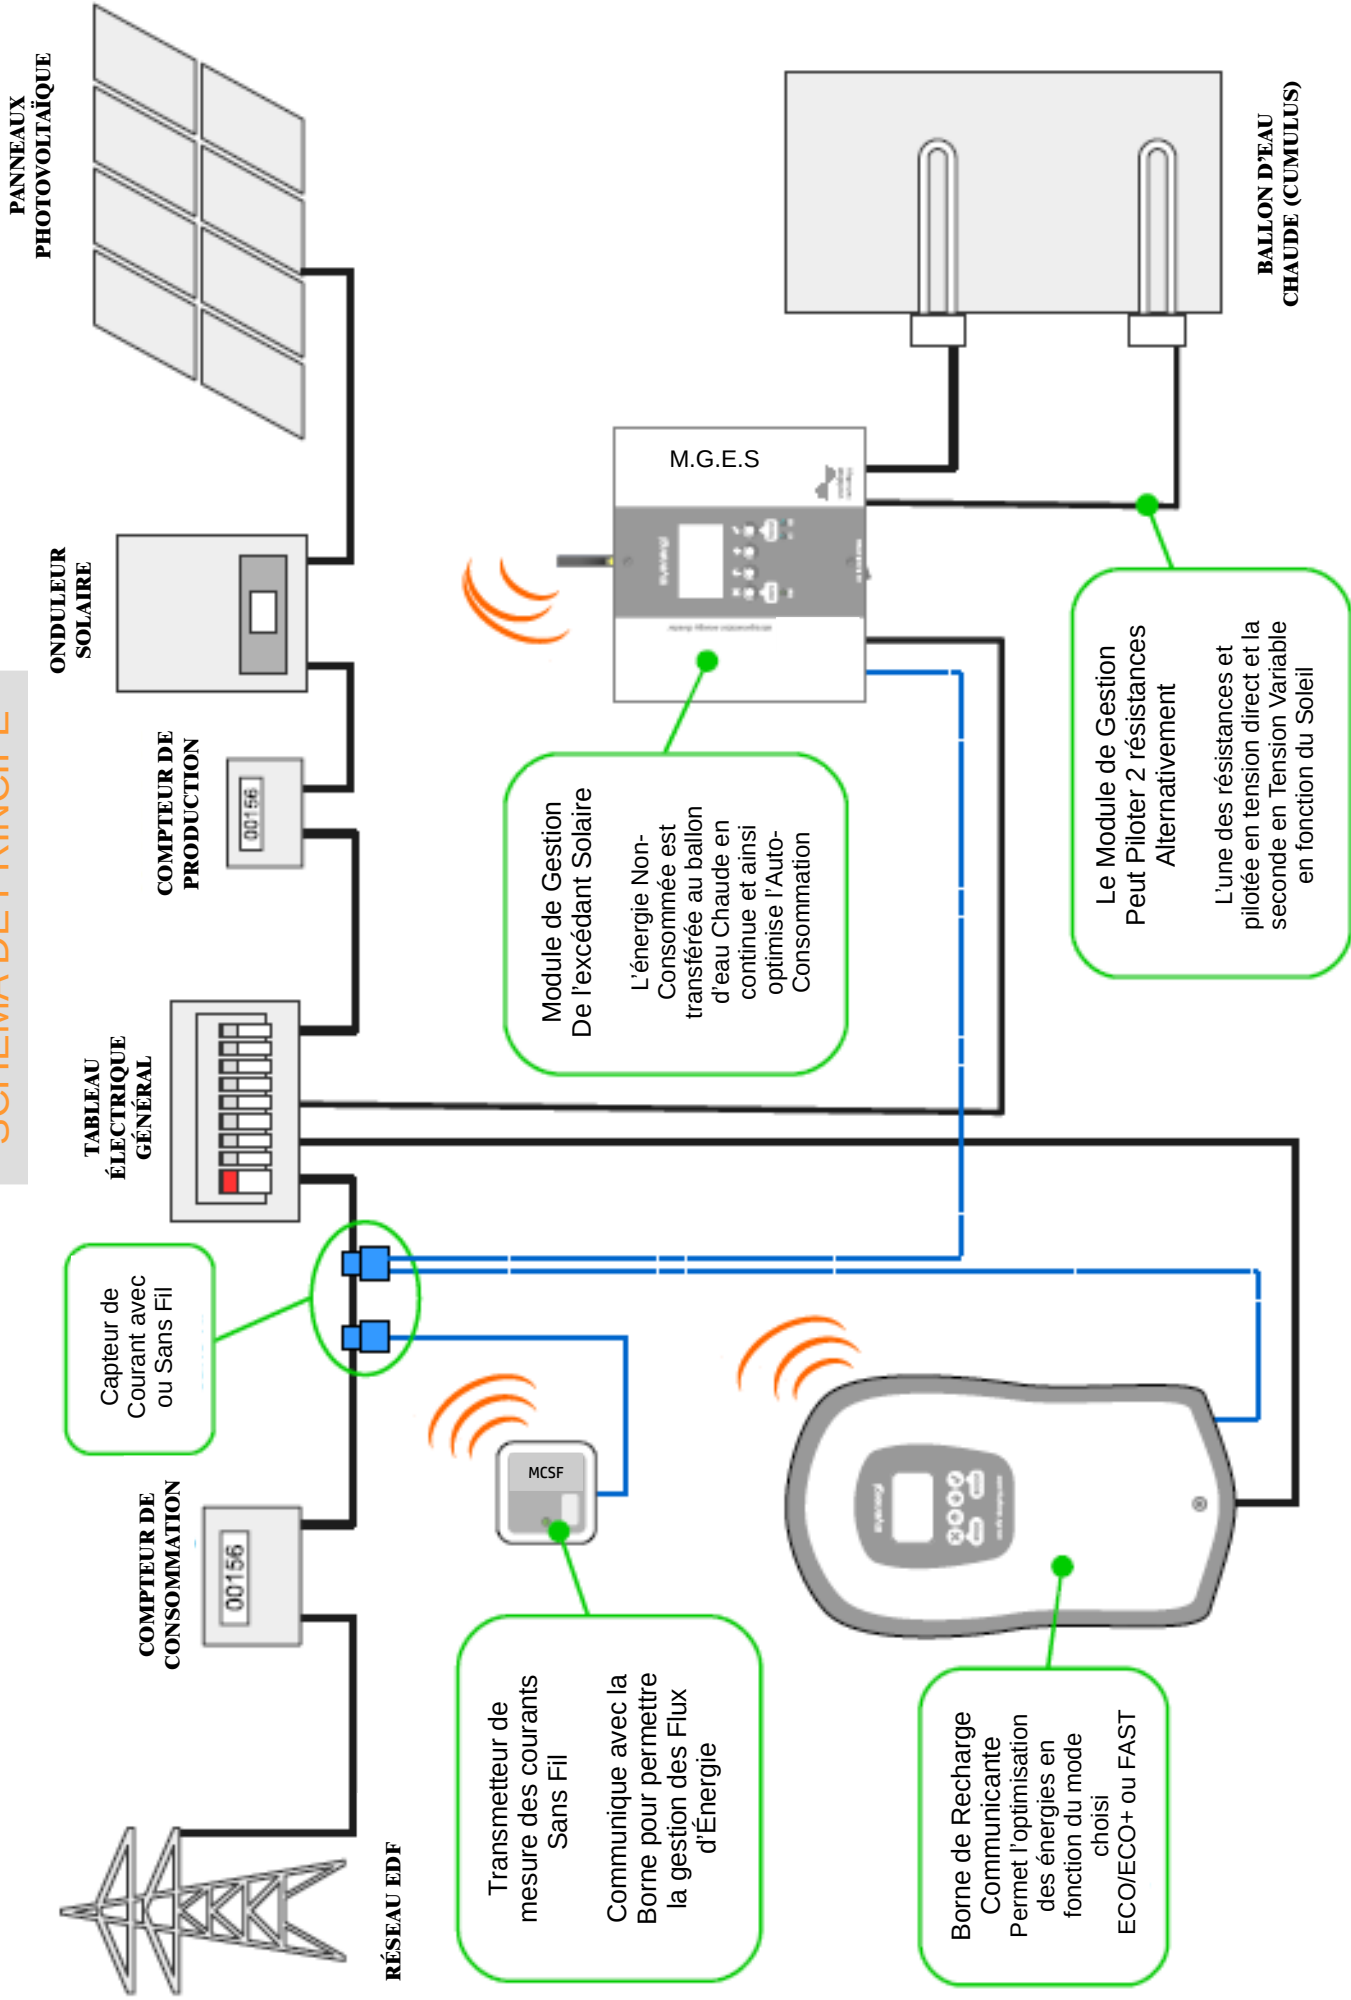 SCHEMA DE PRINCIPE
RÉSEAU EDF
COMPTEUR DE
CONSOMMATION
00156
Capteur de
Courant avec
ou Sans Fil
TABLEAU
ÉLECTRIQUE
GÉNÉRAL
COMPTEUR DE
PRODUCTION
00156
ONDULEUR
SOLAIRE
PANNEAUX
PHOTOVOLTAÏQUE
Transmetteur de
mesure des courants
Sans Fil
Communique avec la
Borne pour permettre
la gestion des Flux
d'Énergie
MCSF
Module de Gestion
De l'excédant Solaire
L'énergie Non-
Consommée est
transférée au ballon
d'eau Chaude en
continue et ainsi
optimise l'Auto-
Consommation
M.G.E.S
myenergi
BALLON D'EAU
CHAUDE (CUMULUS)
Borne de Recharge
Communicante
Permet l'optimisation
des énergies en
fonction du mode
choisi
ECO/ECO+ ou FAST
myenergi
Le Module de Gestion
Peut Piloter 2 résistances
Alternativement
L'une des résistances et
pilotée en tension direct et la
seconde en Tension Variable
en fonction du Soleil